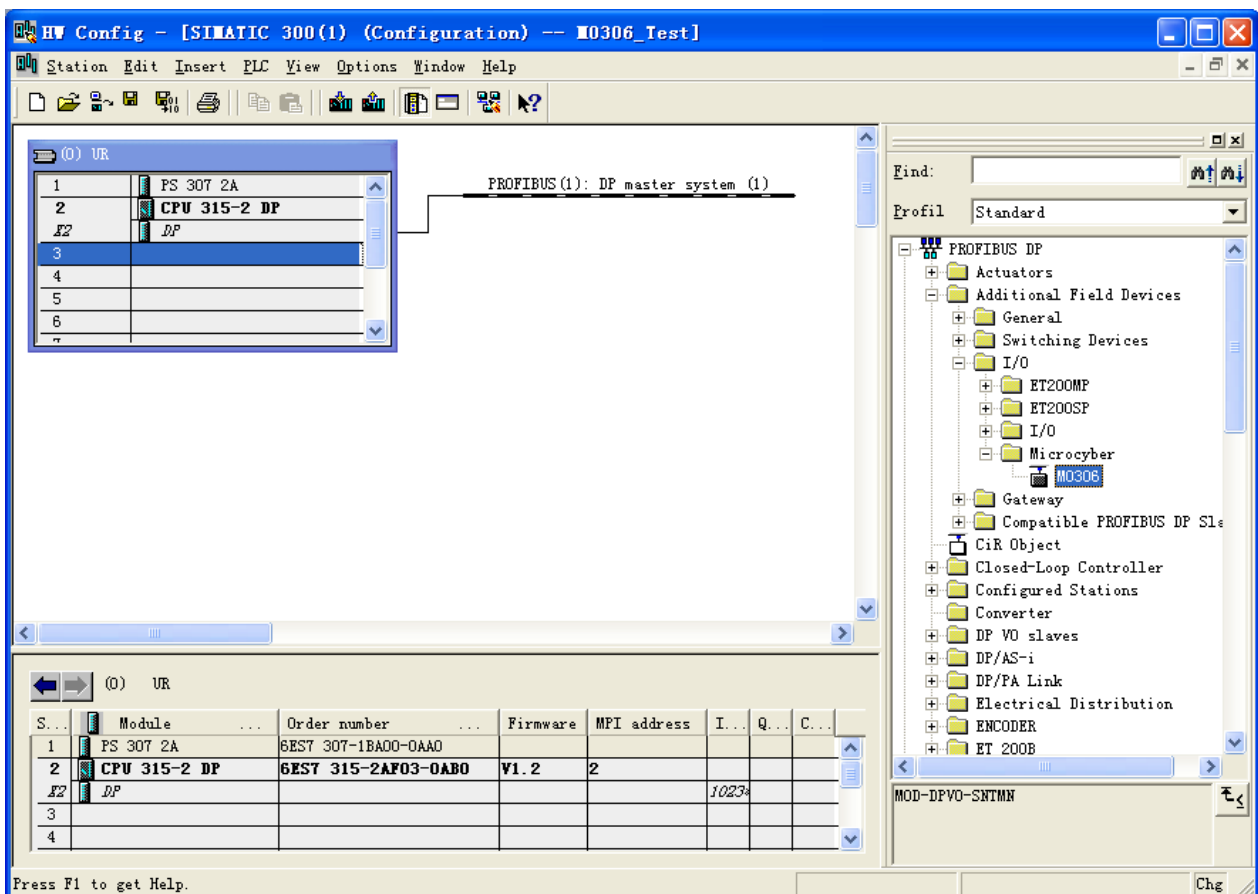 HW Config - [SIMATIC 300(1) (Configuration) -- M0306_Test]
Station Edit Insert PLC View Options Window Help
(0) UR
1 PS 307 2A
2 CPU 315-2 DP
X2 DP
3
4
5
6
PROFIBUS(1): DP master system (1)
Find:
Profil Standard
PROFIBUS DP
Actuators
Additional Field Devices
General
Switching Devices
I/O
ET200MP
ET200SP
I/O
Microcyber
M0306
Gateway
Compatible PROFIBUS DP Sla
CiR Object
Closed-Loop Controller
Configured Stations
Converter
DP V0 slaves
DP/AS-i
DP/PA Link
Electrical Distribution
ENCODER
ET 200B
MOD-DPV0-SNTMN
(0) UR
S... Module ... Order number ... Firmware MPI address I... Q... C...
1 PS 307 2A 6ES7 307-1BA00-0AA0
2 CPU 315-2 DP 6ES7 315-2AF03-0AB0 V1.2 2
X2 DP 1023*
3
4
Press F1 to get Help.
Chg